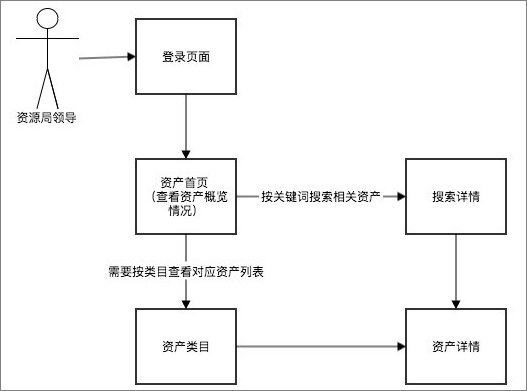 登录页面
资源局领导
资产首页
（查看资产概览
情况）
按关键词搜索相关资产
搜索详情
需要按类目查看对应资产列表
资产类目
资产详情